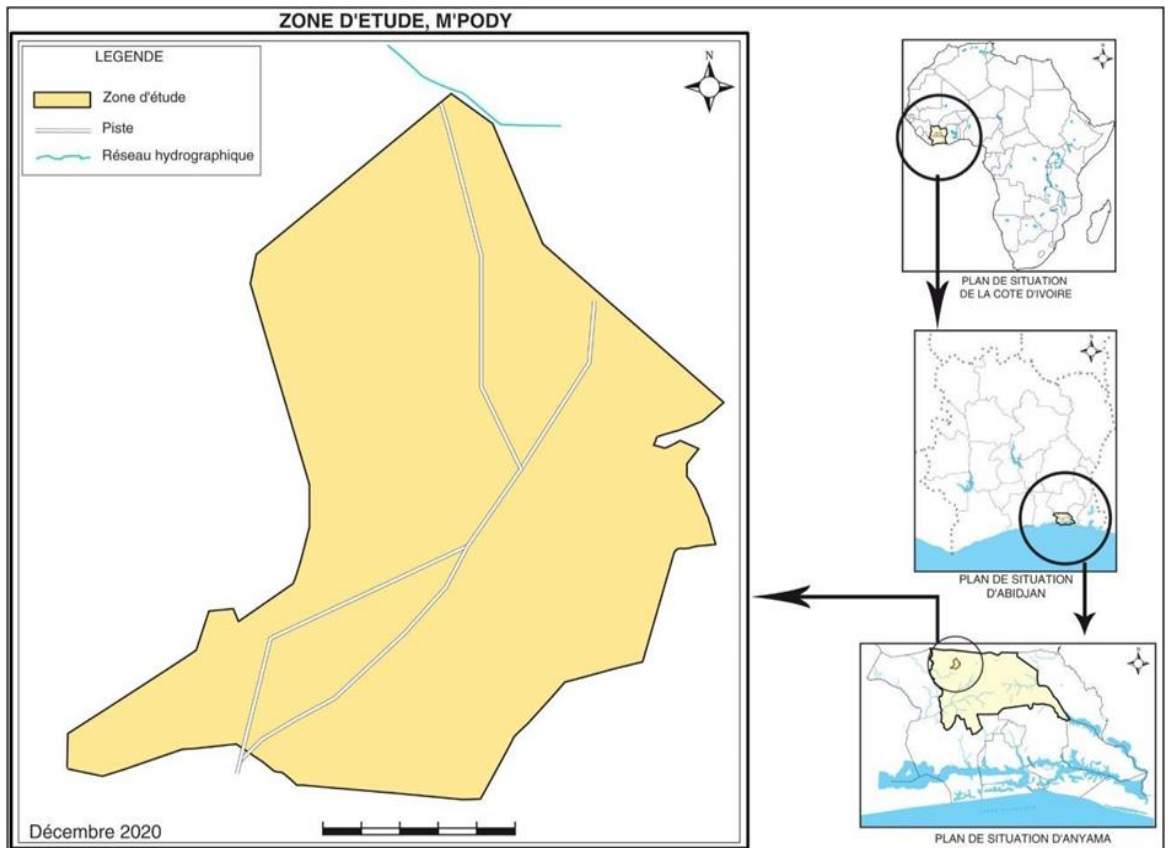 ZONE D'ETUDE, M'PODY
LEGENDE
Zone d'étude
Piste
Réseau hydrographique
N
Décembre 2020
PLAN DE SITUATION
DE LA COTE D'IVOIRE
PLAN DE SITUATION
D'ABIDJAN
PLAN DE SITUATION D'ANYAMA